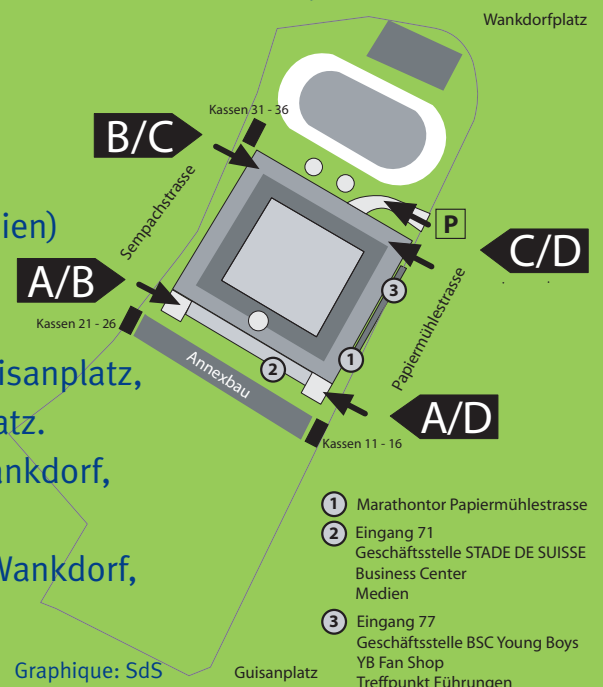 Wankdorfplatz
Kassen 31 - 36
B/C
Sempachstrasse
P
C/D
A/B
3
Papiermühlestrasse
Kassen 21 - 26
Annexbau
2
1
A/D
Kassen 11 - 16
ien)
isanplatz,
atz.
ankdorf,
Wankdorf,
1 Marathontor Papiermühlestrasse
2 Eingang 71
Geschäftsstelle STADE DE SUISSE
Business Center
Medien
3 Eingang 77
Geschäftsstelle BSC Young Boys
YB Fan Shop
Treffpunkt Führungen
Graphique: SdS
Guisanplatz